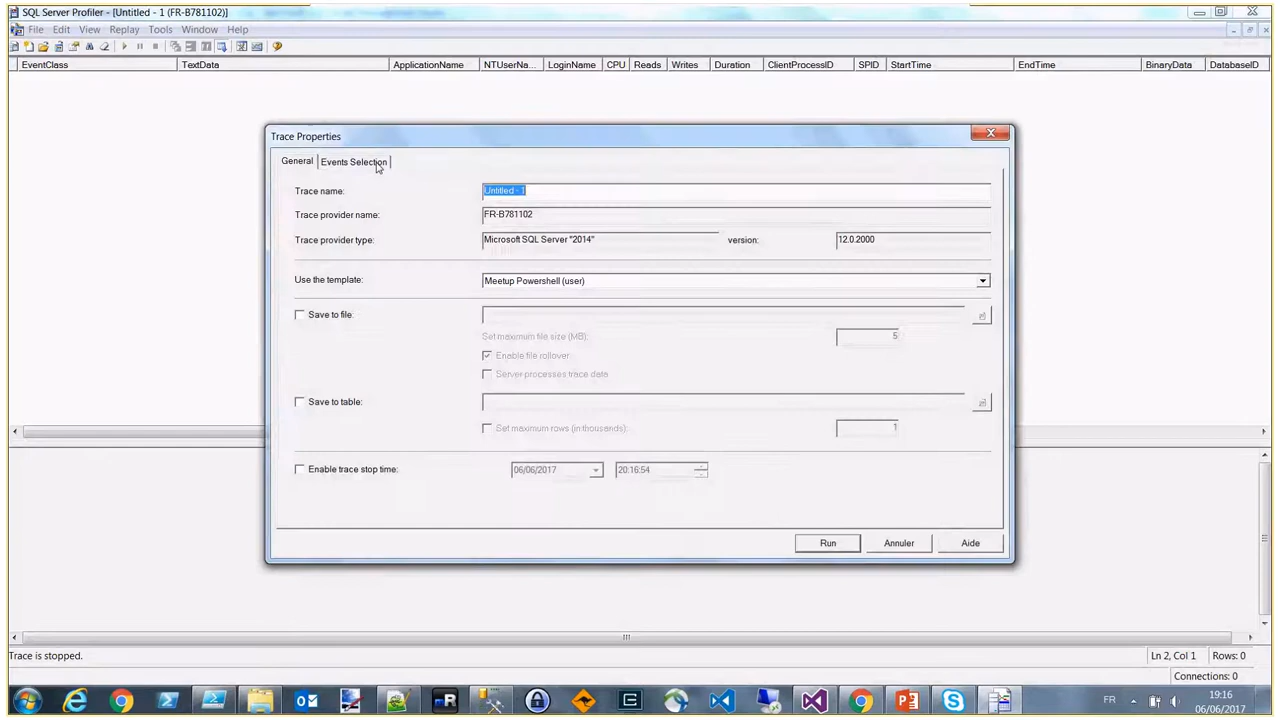 SQL Server Profiler - [Untitled - 1 (FR-B781102)]
File Edit View Replay Tools Window Help
EventClass TextData ApplicationName NTUserNa... LoginName CPU Reads Writes Duration ClientProcessID SPID StartTime EndTime BinaryData DatabaseID
Trace Properties
General Events Selection
Trace name: Untitled - 1
Trace provider name: FR-B781102
Trace provider type: Microsoft SQL Server "2014" version: 12.0.2000
Use the template: Meetup Powershell (user)
Save to file:
Set maximum file size (MB): 5
Enable file rollover
Server processes trace data
Save to table:
Set maximum rows (in thousands): 1
Enable trace stop time: 06/06/2017 20:16:54
Run Annuler Aide
Trace is stopped. Ln 2, Col 1 Rows: 0
Connections: 0
FR 19:16
06/06/2017